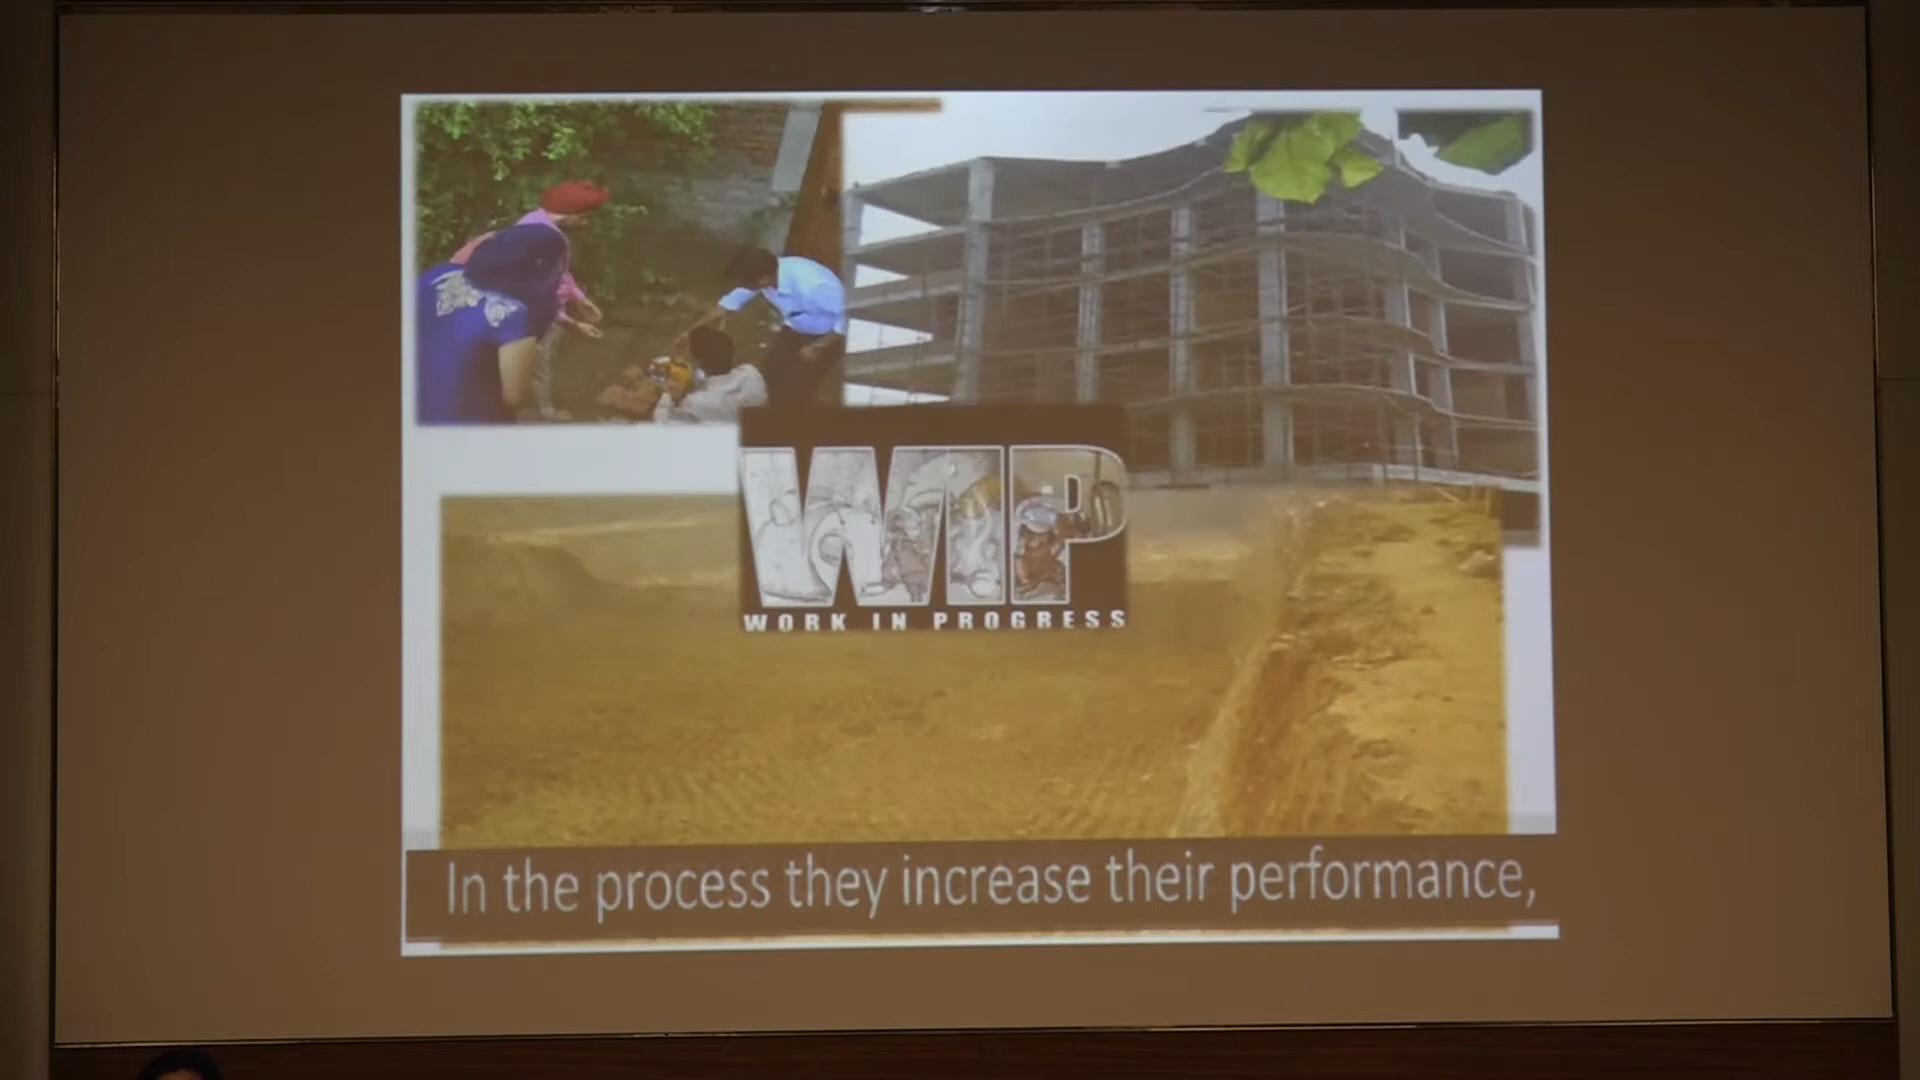 WIP
WORK IN PROGRESS
In the process they increase their performance,